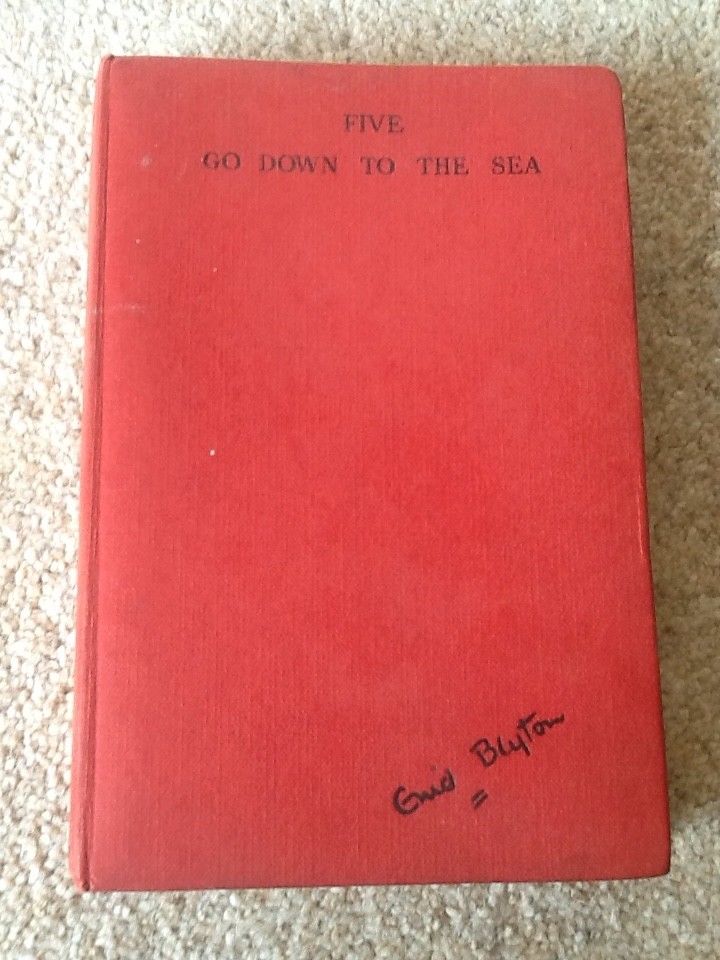 FIVE
GO DOWN TO THE SEA
Enid Blyton